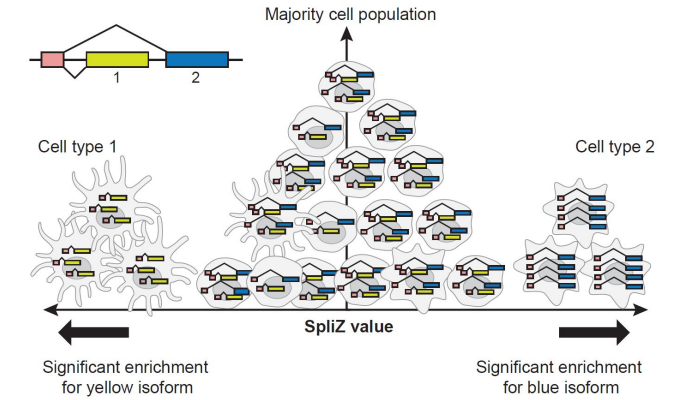 Majority cell population
1
2
Cell type 1
Cell type 2
SpliZ value
Significant enrichment
for yellow isoform
Significant enrichment
for blue isoform